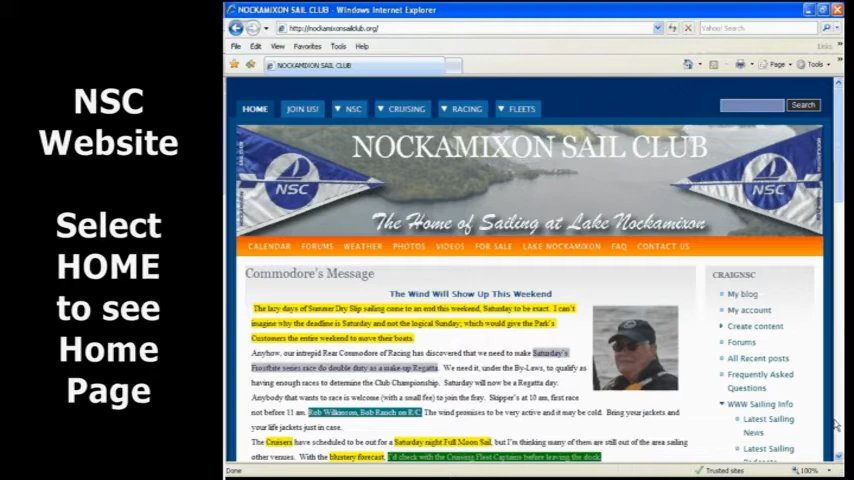 NSC
Website
Select
HOME
to see
Home
Page
NOCKAMIXON SAIL CLUB - Windows Internet Explorer
http://nockamixonsailclub.org/
Yahoo! Search
File Edit View Favorites Tools Help
Links
NOCKAMIXON SAIL CLUB
Page Tools
HOME JOIN US! NSC CRUISING RACING FLEETS
Search
NOCKAMIXON SAIL CLUB
NSC
NSC
The Home of Sailing at Lake Nockamixon
CALENDAR FORUMS WEATHER PHOTOS VIDEOS FOR SALE LAKE NOCKAMIXON FAQ CONTACT US
Commodore's Message
The Wind Will Show Up This Weekend
The lazy days of Summer Dry Slip sailing come to an end this weekend, Saturday to be exact. I can't
imagine why the deadline is Saturday and not the logical Sunday; which would give the Park's
Customers the entire weekend to move their boats.
Anyhow, our intrepid Rear Commodore of Racing has discovered that we need to make Saturday's
Frostbite series race do double duty as a make-up Regatta. We need it, under the By-Laws, to qualify as
having enough races to determine the Club Championship. Saturday will now be a Regatta day.
Anybody that wants to race is welcome (with a small fee) to join the fray. Skipper's at 10 am, first race
not before 11 am. Rob Wilkinson, Bob Rauch on R/C. The wind promises to be very active and it may be cold. Bring your jackets and
your life jackets just in case.
The Cruisers have scheduled to be out for a Saturday night Full Moon Sail, but I'm thinking many of them are still out of the area sailing
other venues. With the blustery forecast, I'd check with the Cruising Fleet Captains before leaving the dock.
CRAIGNSC
My blog
My account
Create content
Forums
All Recent posts
Frequently Asked
Questions
WWW Sailing Info
Latest Sailing
News
Latest Sailing
Podcasts
Done
Trusted sites
100%